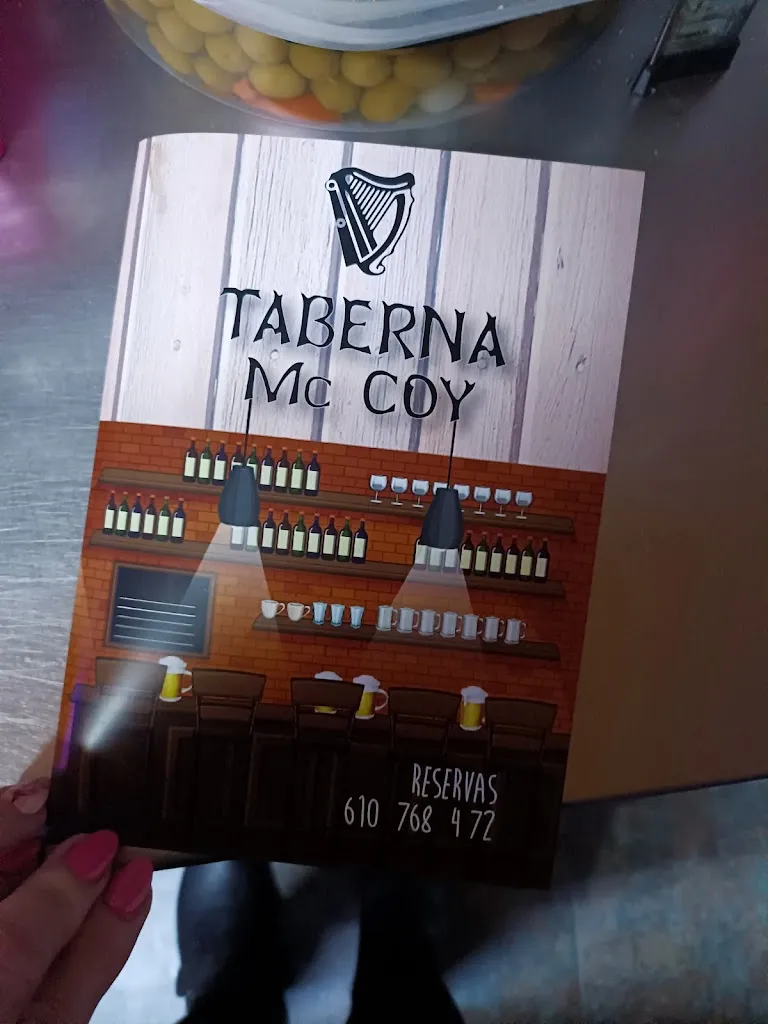 TABERNA
Mc COY
RESERVAS
610 768 472